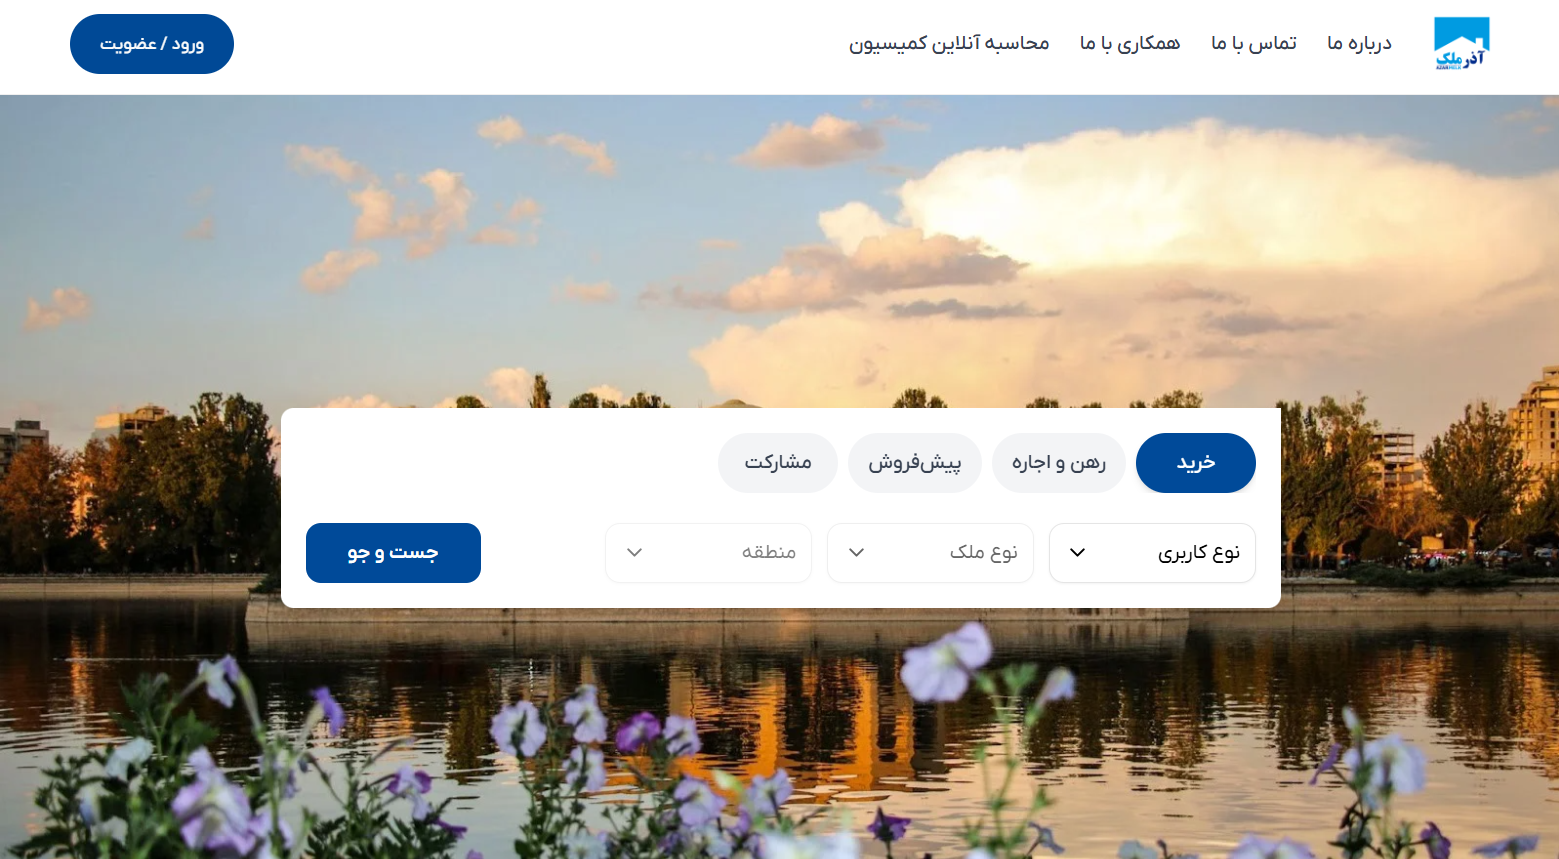 آذر ملک
AZAR MELK
درباره ما
تماس با ما
همکاری با ما
محاسبه آنلاین کمیسیون
ورود / عضویت
خرید
رهن و اجاره
پیش‌فروش
مشارکت
نوع کاربری
نوع ملک
منطقه
جست و جو